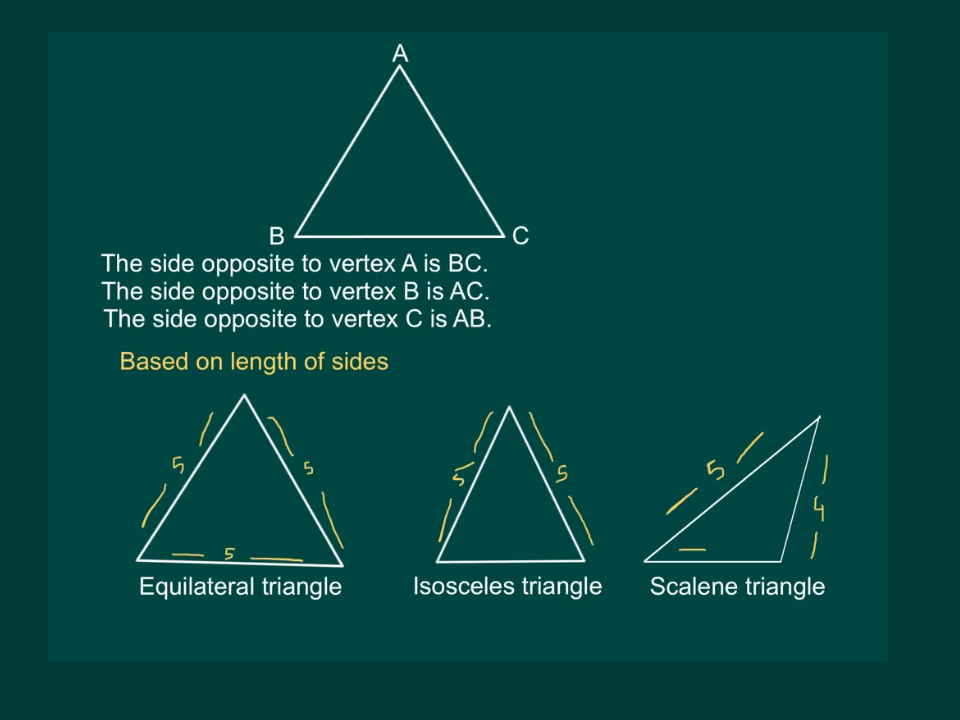 A
B
C
The side opposite to vertex A is BC.
The side opposite to vertex B is AC.
The side opposite to vertex C is AB.
Based on length of sides
5 5 5
5 5
5 4
Equilateral triangle
Isosceles triangle
Scalene triangle